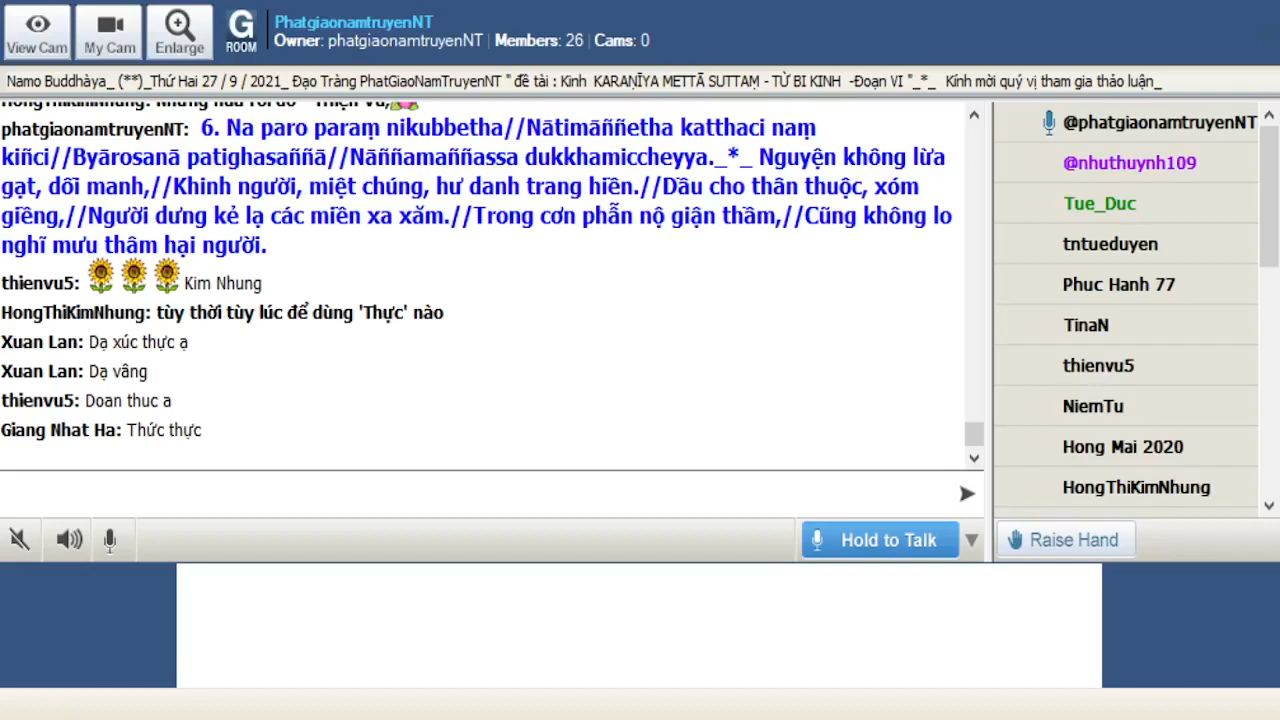 View Cam
My Cam
Enlarge
G
ROOM
PhatgiaonamtruyenNT
Owner: phatgiaonamtruyenNT | Members: 26 | Cams: 0
Namo Buddhàya_ (**)_Thứ Hai 27 / 9 / 2021_ Đạo Tràng PhatGiaoNamTruyenNT " đề tài : Kinh KARAṆĪYA METTĀ SUTTAṂ - TỪ BI KINH -Đoạn VI "_*_ Kính mời quý vị tham gia thảo luận_
phatgiaonamtruyenNT: 6. Na paro paraṃ nikubbetha//Nātimāññetha katthaci naṃ
kiñci//Byārosanā patighasaññā//Nāññamaññassa dukkhamiccheyya._*_ Nguyện không lừa
gạt, dối manh,//Khinh người, miệt chúng, hư danh trang hiền.//Dầu cho thân thuộc, xóm
giềng,//Người dưng kẻ lạ các miền xa xăm.//Trong cơn phẫn nộ giận thầm,//Cũng không lo
nghĩ mưu thâm hại người.
thienvu5: Kim Nhung
HongThiKimNhung: tùy thời tùy lúc để dùng 'Thực' nào
Xuan Lan: Dạ xúc thực ạ
Xuan Lan: Dạ vâng
thienvu5: Doan thuc a
Giang Nhat Ha: Thức thực
@phatgiaonamtruyenNT
@nhuthuynh109
Tue_Duc
tntueduyen
Phuc Hanh 77
TinaN
thienvu5
NiemTu
Hong Mai 2020
HongThiKimNhung
Hold to Talk
Raise Hand